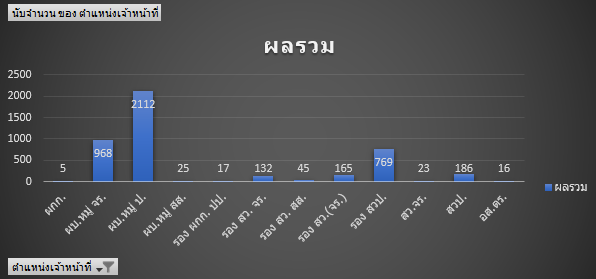 นับจำนวน ของ ตำแหน่งเจ้าหน้าที่
ผลรวม
2500
2000
1500
1000
500
0
5
968
2112
25
17
132
45
165
769
23
186
16
ผกก.
ผบ.หมู่ จร.
ผบ.หมู่ ป.
ผบ.หมู่ สส.
รอง ผกก. ปป.
รอง สว. จร.
รอง สว. สส.
รอง สว.(จร.)
รอง สวป.
สว.จร.
สวป.
อส.ตร.
ผลรวม
ตำแหน่งเจ้าหน้าที่